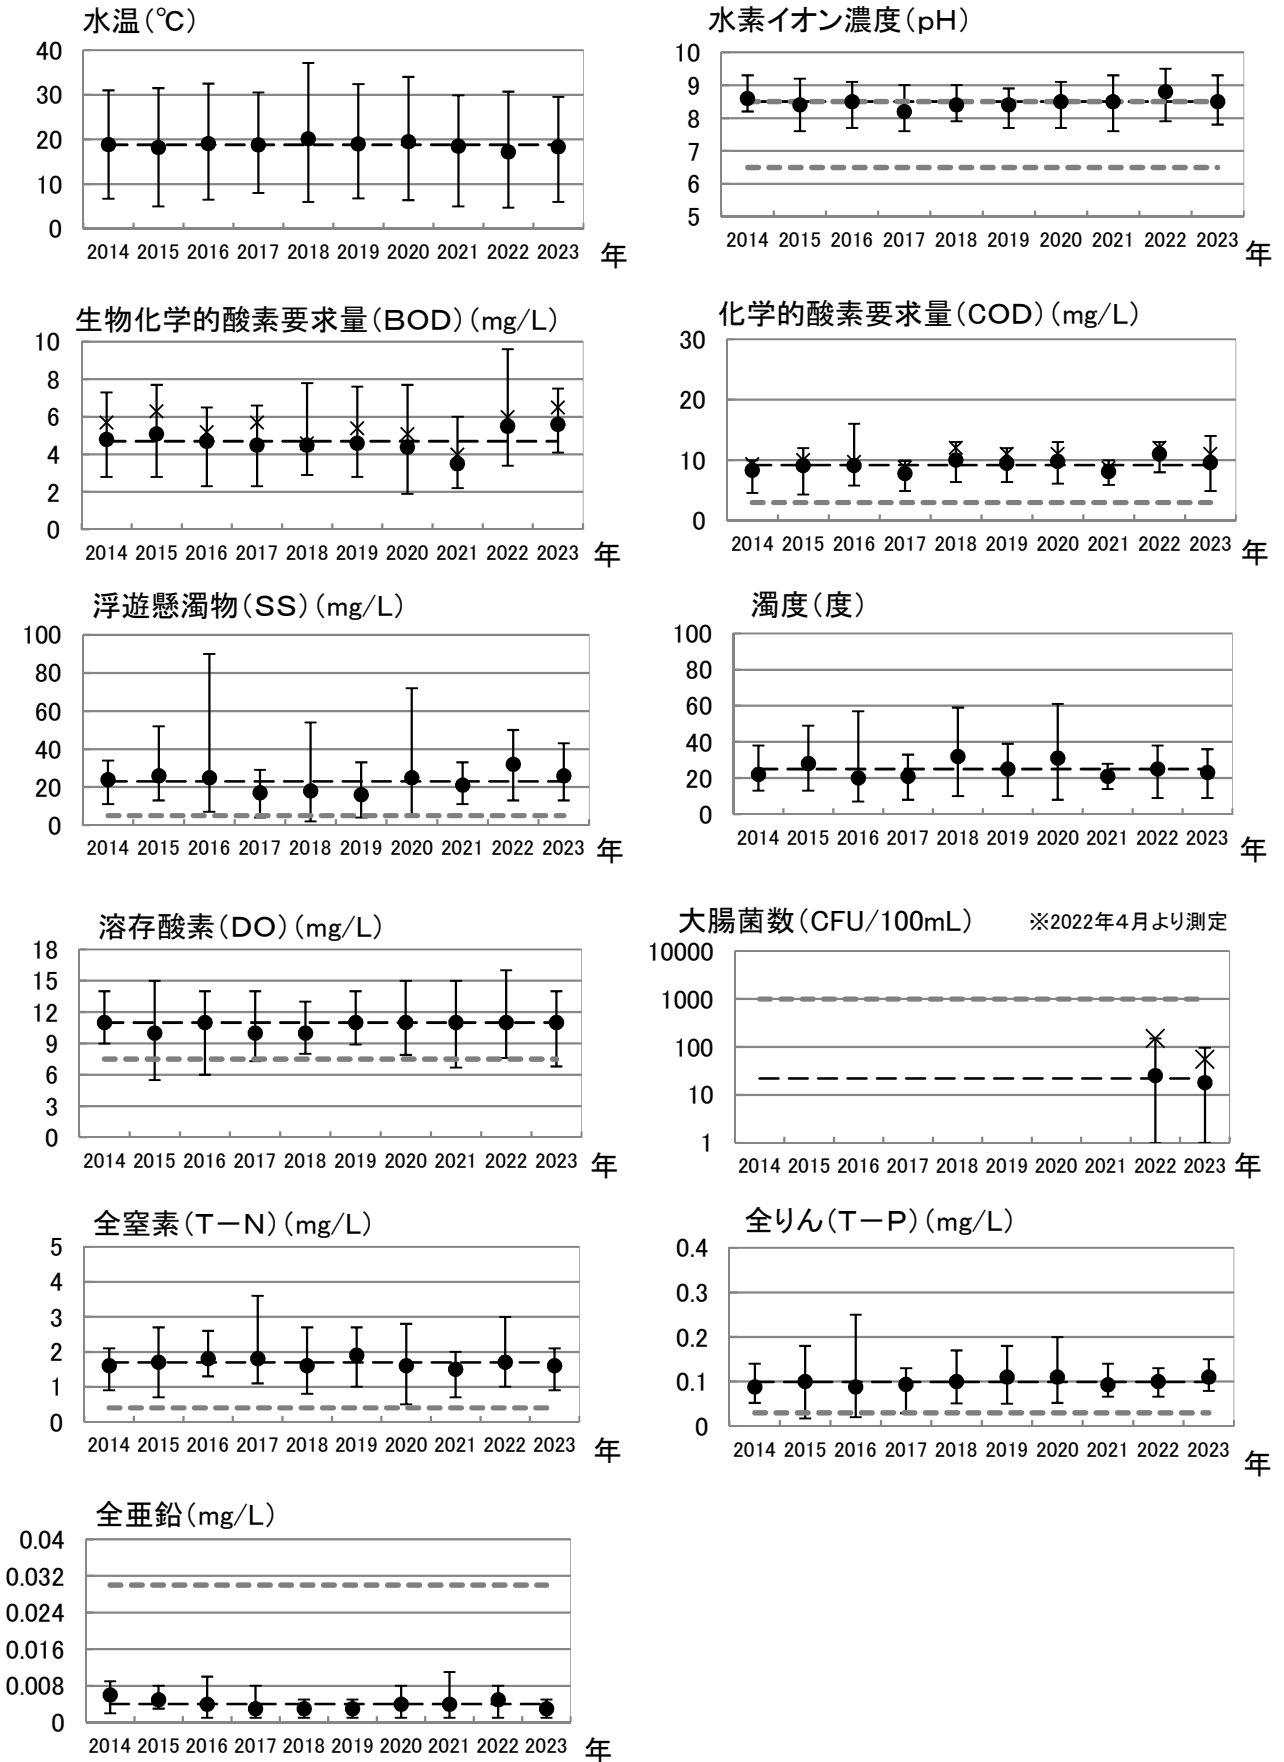 水温(℃)
40
30
20
10
0
2014 2015 2016 2017 2018 2019 2020 2021 2022 2023 年
水素イオン濃度(pH)
10
9
8
7
6
5
2014 2015 2016 2017 2018 2019 2020 2021 2022 2023 年
生物化学的酸素要求量(BOD)(mg/L)
10
8
6
4
2
0
2014 2015 2016 2017 2018 2019 2020 2021 2022 2023 年
化学的酸素要求量(COD)(mg/L)
30
20
10
0
2014 2015 2016 2017 2018 2019 2020 2021 2022 2023 年
浮遊懸濁物(SS)(mg/L)
100
80
60
40
20
0
2014 2015 2016 2017 2018 2019 2020 2021 2022 2023 年
濁度(度)
100
80
60
40
20
0
2014 2015 2016 2017 2018 2019 2020 2021 2022 2023 年
溶存酸素(DO)(mg/L)
18
15
12
9
6
3
0
2014 2015 2016 2017 2018 2019 2020 2021 2022 2023 年
大腸菌数(CFU/100mL) ※2022年4月より測定
10000
1000
100
10
1
2014 2015 2016 2017 2018 2019 2020 2021 2022 2023 年
全窒素(T-N)(mg/L)
5
4
3
2
1
0
2014 2015 2016 2017 2018 2019 2020 2021 2022 2023 年
全りん(T-P)(mg/L)
0.4
0.3
0.2
0.1
0
2014 2015 2016 2017 2018 2019 2020 2021 2022 2023 年
全亜鉛(mg/L)
0.04
0.032
0.024
0.016
0.008
0
2014 2015 2016 2017 2018 2019 2020 2021 2022 2023 年